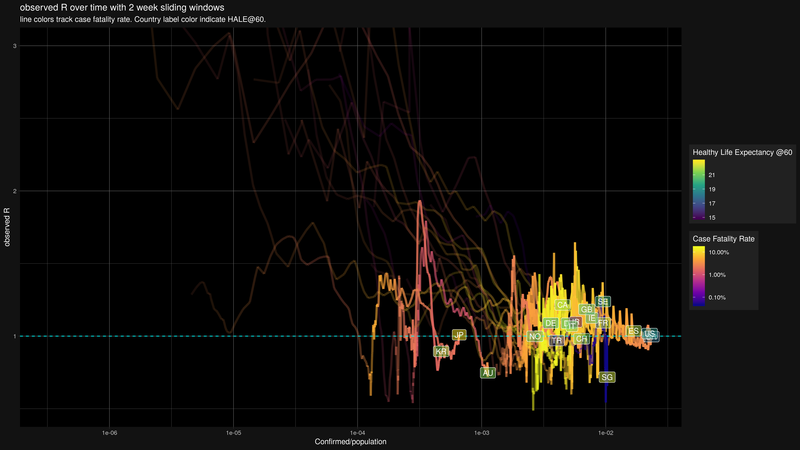 observed R over time with 2 week sliding windows
line colors track case fatality rate. Country label color indicate HALE@60.
3
2
1
observed R
1e-06
1e-05
1e-04
1e-03
1e-02
Confirmed/population
KR
JP
AU
NO
DE
CA
TR
GB
IE
SE
FR
CH
SG
ES
US
Healthy Life Expectancy @60
21
19
17
15
Case Fatality Rate
10.00%
1.00%
0.10%